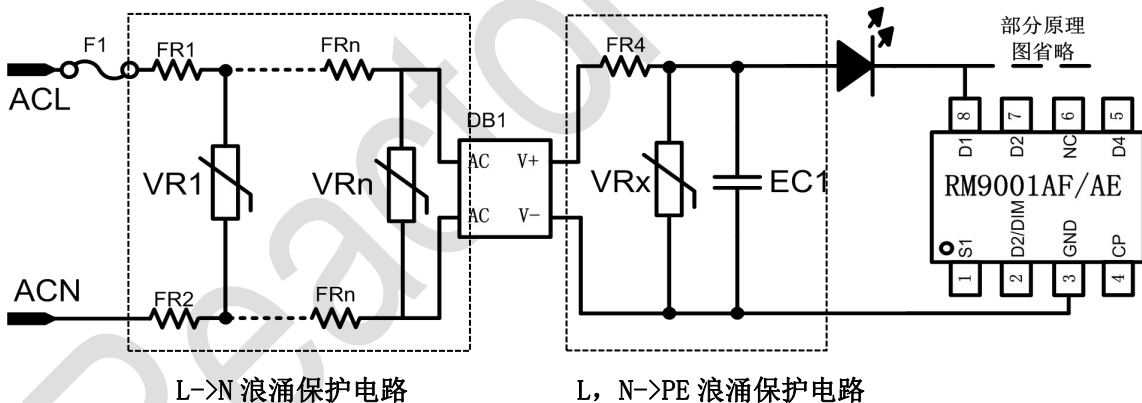 F1
FR1
FRn
FR4
部分原理
图省略
ACL
DB1
8
7
6
5
AC
V+
D1
D2
NC
D4
VR1
VRn
VRx
EC1
RM9001AF/AE
AC
V-
S1
D2/DIM
GND
CP
ACN
FR2
FRn
1
2
3
4
L->N 浪涌保护电路
L，N->PE 浪涌保护电路
Reactor